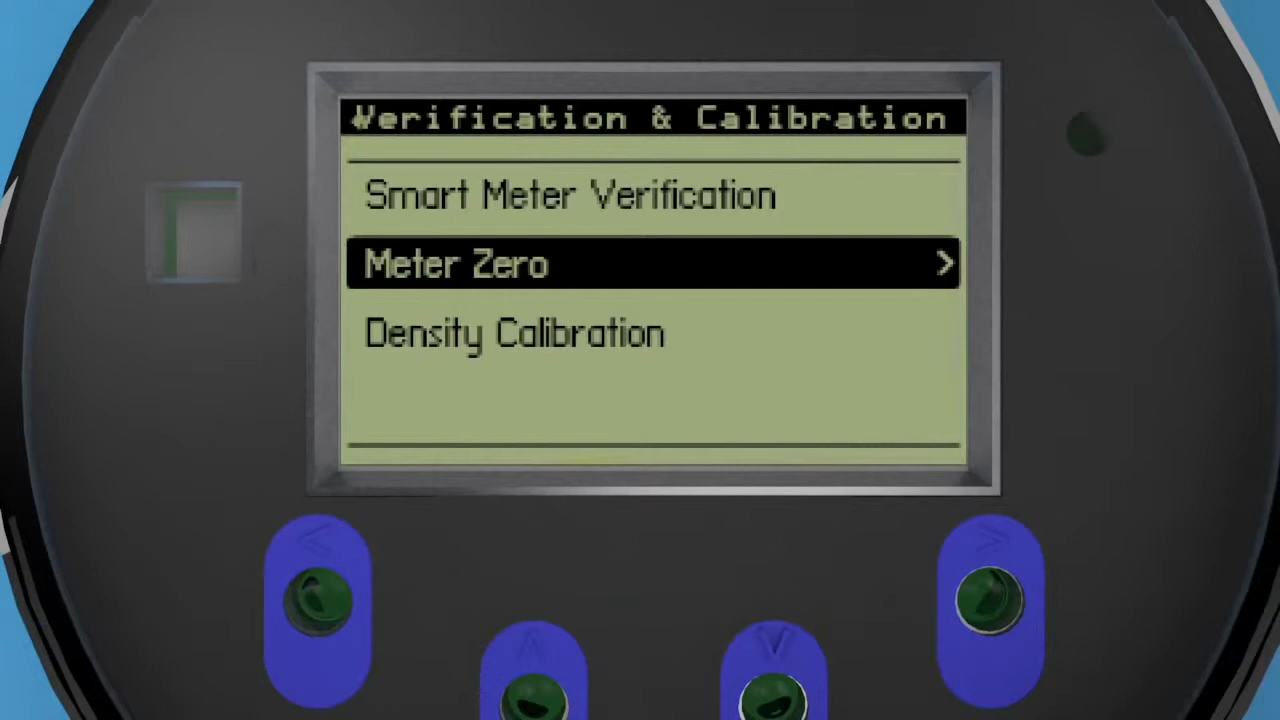 Verification & Calibration
Smart Meter Verification
Meter Zero >
Density Calibration